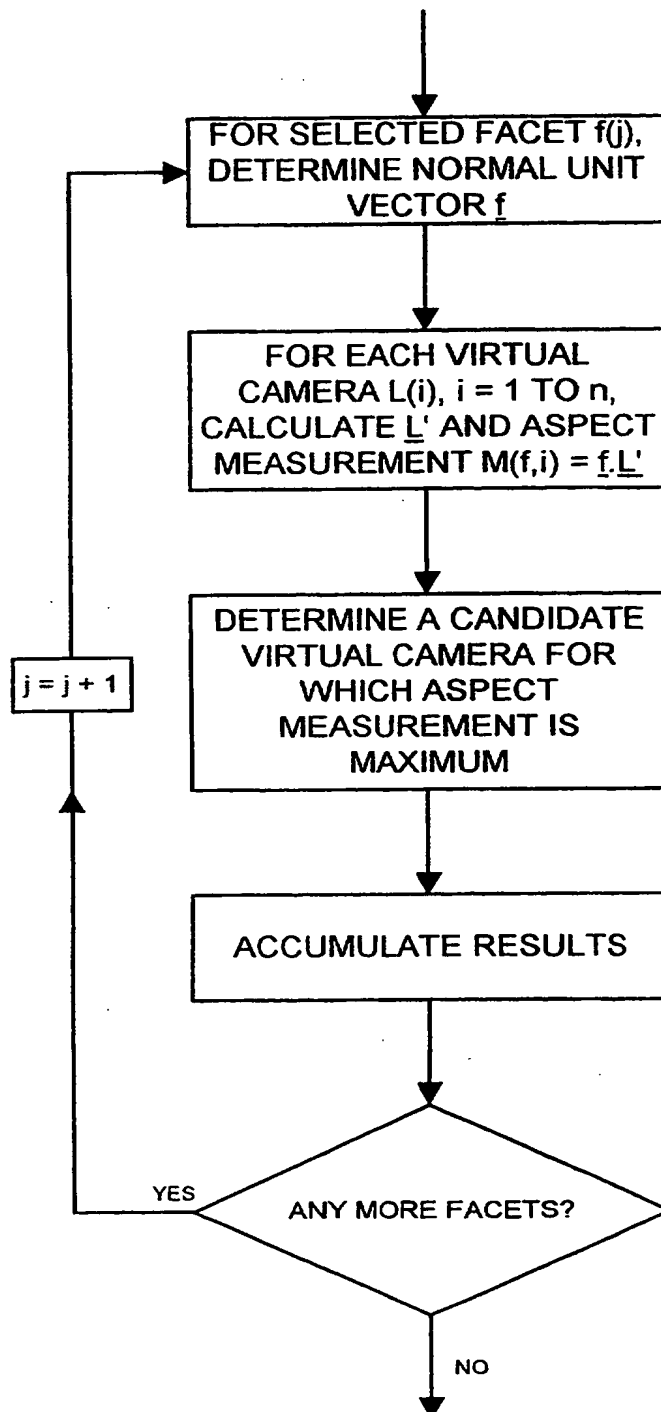 FOR SELECTED FACET f(j),
DETERMINE NORMAL UNIT
VECTOR f
FOR EACH VIRTUAL
CAMERA L(i), i = 1 TO n,
CALCULATE L' AND ASPECT
MEASUREMENT M(f,i) = f.L'
DETERMINE A CANDIDATE
VIRTUAL CAMERA FOR
WHICH ASPECT
MEASUREMENT IS
MAXIMUM
j = j + 1
ACCUMULATE RESULTS
YES
ANY MORE FACETS?
NO